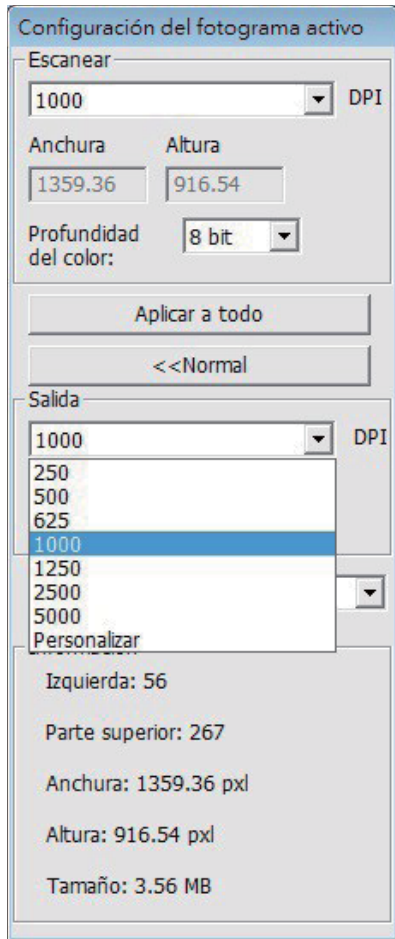 Configuración del fotograma activo
Escanear
1000 DPI
Anchura Altura
1359.36 916.54
Profundidad 8 bit
del color:
Aplicar a todo
<<Normal
Salida
1000 DPI
250
500
625
1000
1250
2500
5000
Personalizar
Izquierda: 56
Parte superior: 267
Anchura: 1359.36 pxl
Altura: 916.54 pxl
Tamaño: 3.56 MB